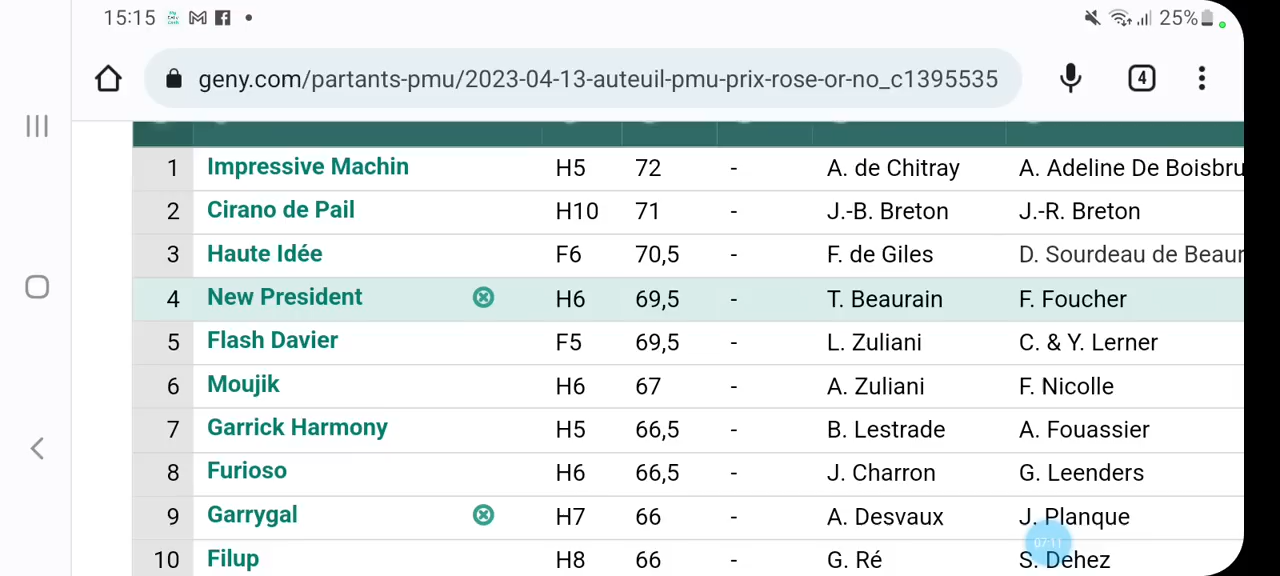 15:15 25%
geny.com/partants-pmu/2023-04-13-auteuil-pmu-prix-rose-or-no_c1395535 4
1 Impressive Machin H5 72 - A. de Chitray A. Adeline De Boisbru
2 Cirano de Pail H10 71 - J.-B. Breton J.-R. Breton
3 Haute Idée F6 70,5 - F. de Giles D. Sourdeau de Beaur
4 New President H6 69,5 - T. Beaurain F. Foucher
5 Flash Davier F5 69,5 - L. Zuliani C. & Y. Lerner
6 Moujik H6 67 - A. Zuliani F. Nicolle
7 Garrick Harmony H5 66,5 - B. Lestrade A. Fouassier
8 Furioso H6 66,5 - J. Charron G. Leenders
9 Garrygal H7 66 - A. Desvaux J. Planque
07:11
10 Filup H8 66 - G. Ré S. Dehez